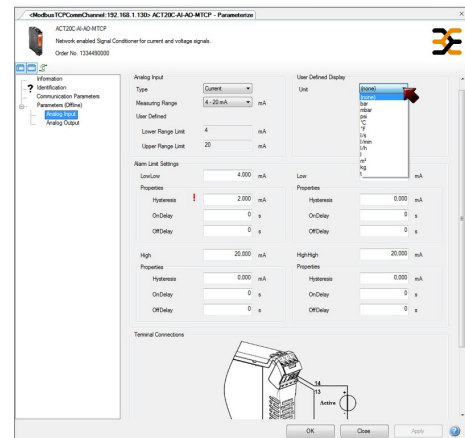 <ModbusTCPCommChannel:192.168.1.130> ACT20C-AI-AO-MTCP - Parameterize
ACT20C-AI-AO-MTCP
Network enabled Signal Conditioner for current and voltage signals.
Order No. 1334490000
Information
Identification
Communication Parameters
Parameters (Offline)
Analog Input
Analog Output
Analog Input
Type Current
Measuring Range 4 - 20 mA mA
User Defined
Lower Range Limit 4 mA
Upper Range Limit 20 mA
User Defined Display
Unit (none)
(none)
bar
mbar
psi
°C
°F
l/s
l/min
l/h
l
m³
kg
t
Alarm Limit Settings
LowLow 4,000 mA
Properties
Hysteresis ! 2,000 mA
OnDelay 0 s
OffDelay 0 s
Low mA
Properties
Hysteresis 0,000 mA
OnDelay 0 s
OffDelay 0 s
High 20,000 mA
Properties
Hysteresis 0,000 mA
OnDelay 0 s
OffDelay 0 s
HighHigh 20,000 mA
Properties
Hysteresis 0,000 mA
OnDelay 0 s
OffDelay 0 s
Terminal Connections
14
13
+
Active
OK Close Apply